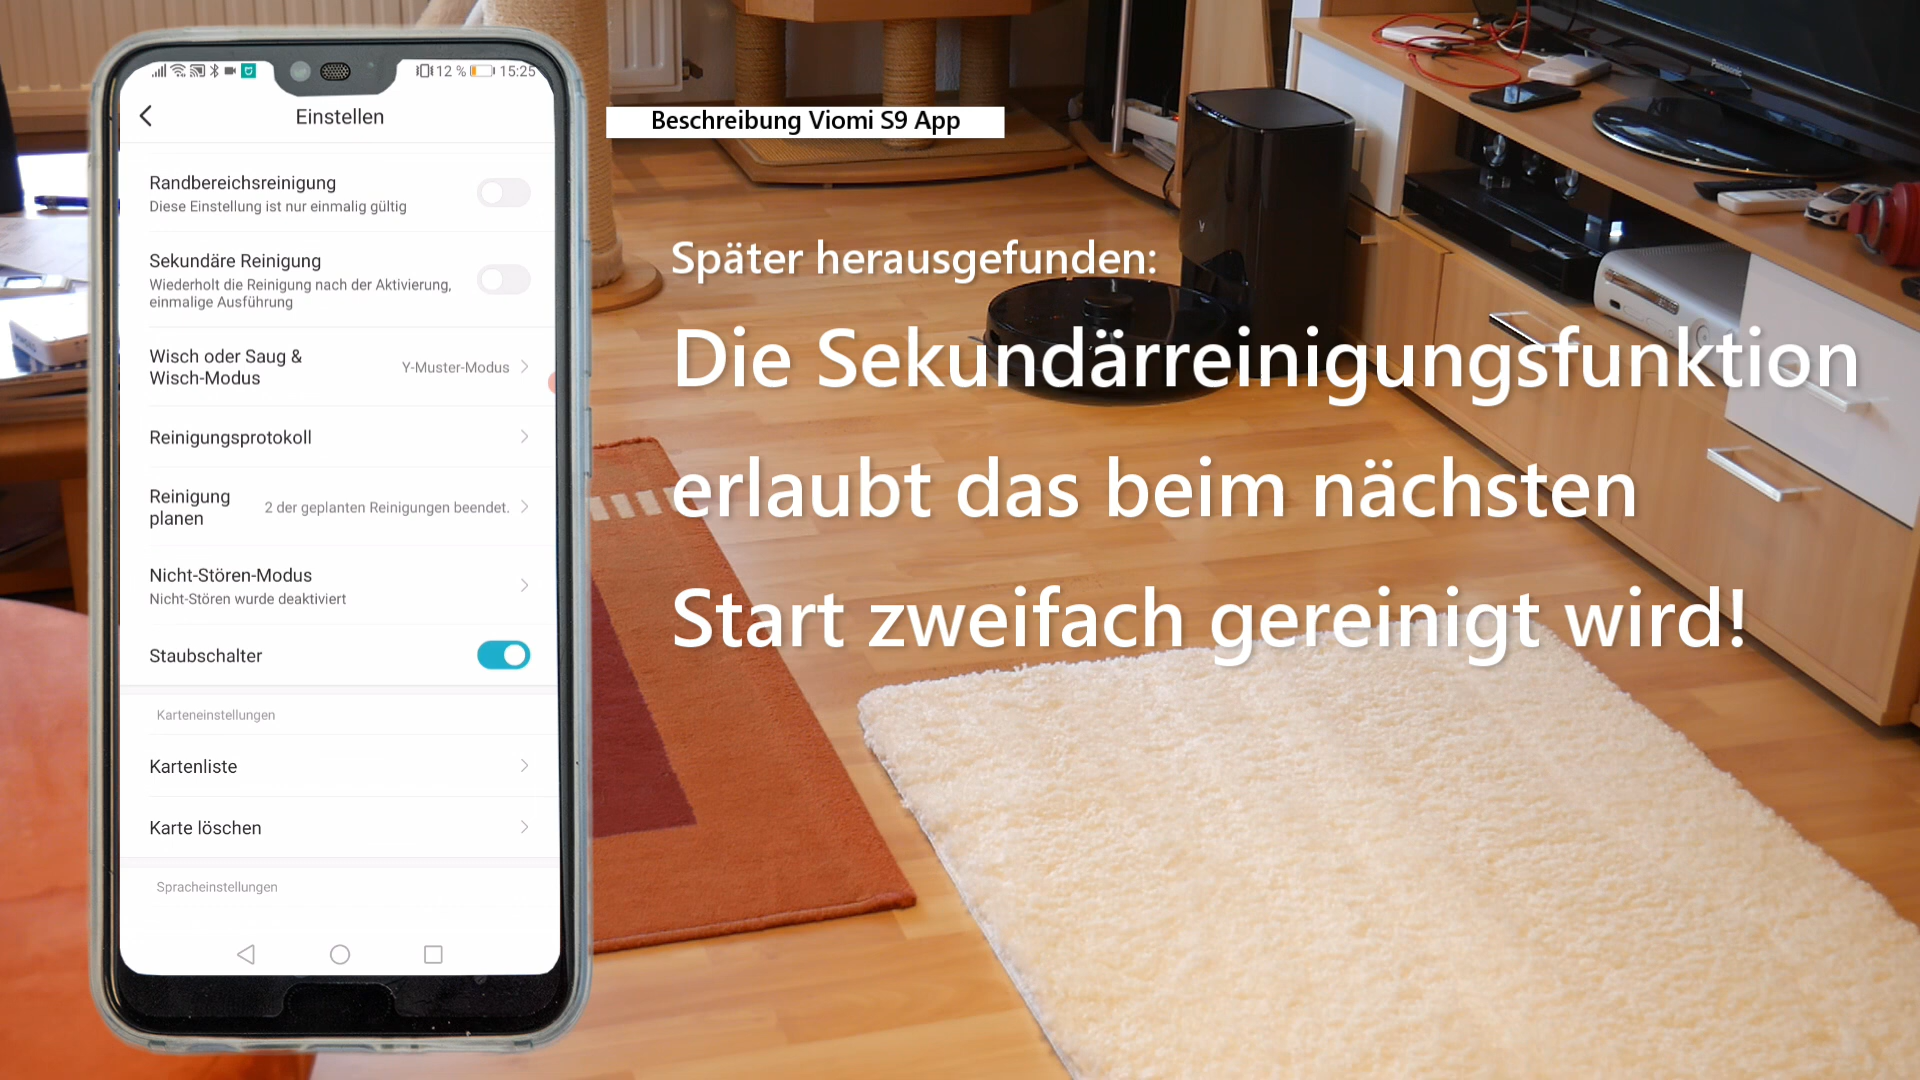 12 % 15:25
Einstellen
Randbereichsreinigung
Diese Einstellung ist nur einmalig gültig
Sekundäre Reinigung
Wiederholt die Reinigung nach der Aktivierung,
einmalige Ausführung
Wisch oder Saug &
Wisch-Modus
Y-Muster-Modus
Reinigungsprotokoll
Reinigung
planen
2 der geplanten Reinigungen beendet.
Nicht-Stören-Modus
Nicht-Stören wurde deaktiviert
Staubschalter
Karteneinstellungen
Kartenliste
Karte löschen
Spracheinstellungen
Beschreibung Viomi S9 App
Später herausgefunden:
Die Sekundärreinigungsfunktion
erlaubt das beim nächsten
Start zweifach gereinigt wird!
Panasonic